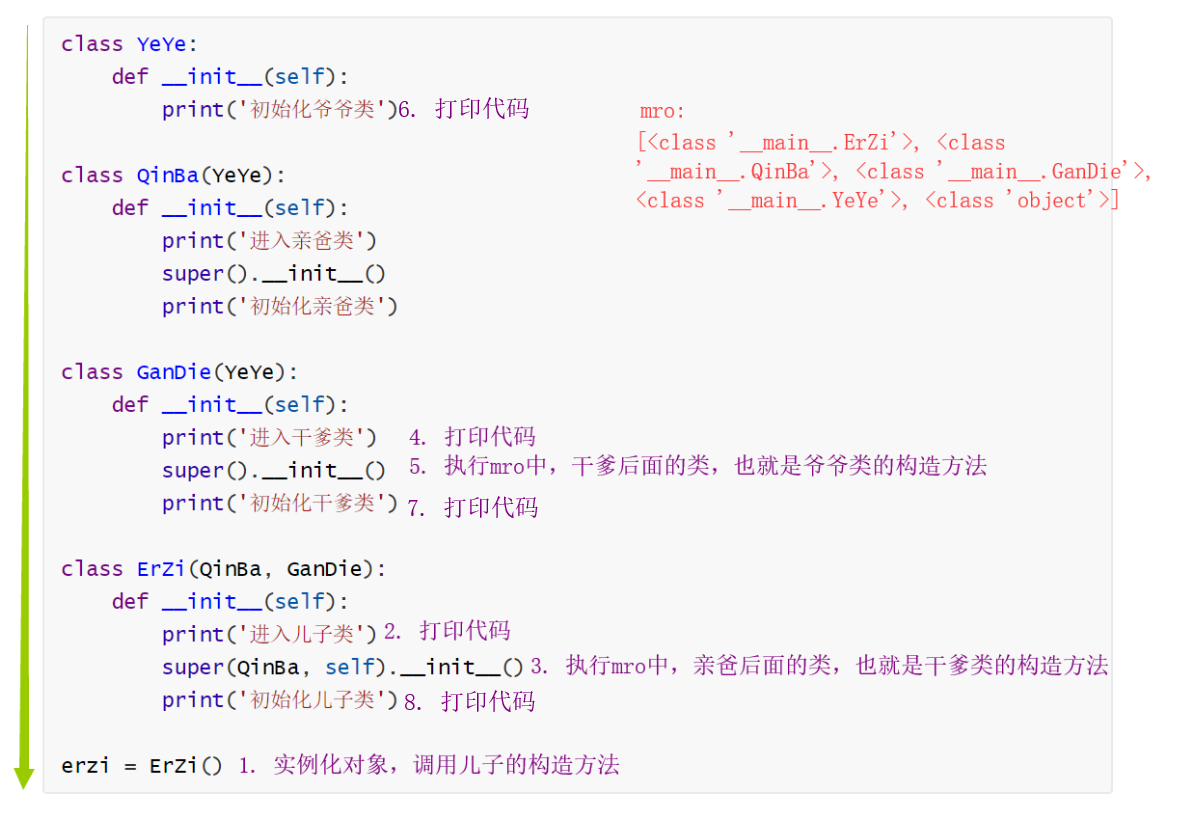 class YeYe:
def __init__(self):
print('初始化爷爷类')6. 打印代码
mro:
[<class '__main__.ErZi'>, <class
'__main__.QinBa'>, <class '__main__.GanDie'>,
<class '__main__.YeYe'>, <class 'object'>]
class QinBa(YeYe):
def __init__(self):
print('进入亲爸类')
super().__init__()
print('初始化亲爸类')
class GanDie(YeYe):
def __init__(self):
print('进入干爹类') 4. 打印代码
super().__init__() 5. 执行mro中，干爹后面的类，也就是爷爷类的构造方法
print('初始化干爹类') 7. 打印代码
class ErZi(QinBa, GanDie):
def __init__(self):
print('进入儿子类') 2. 打印代码
super(QinBa, self).__init__() 3. 执行mro中，亲爸后面的类，也就是干爹类的构造方法
print('初始化儿子类') 8. 打印代码
erzi = ErZi() 1. 实例化对象，调用儿子的构造方法